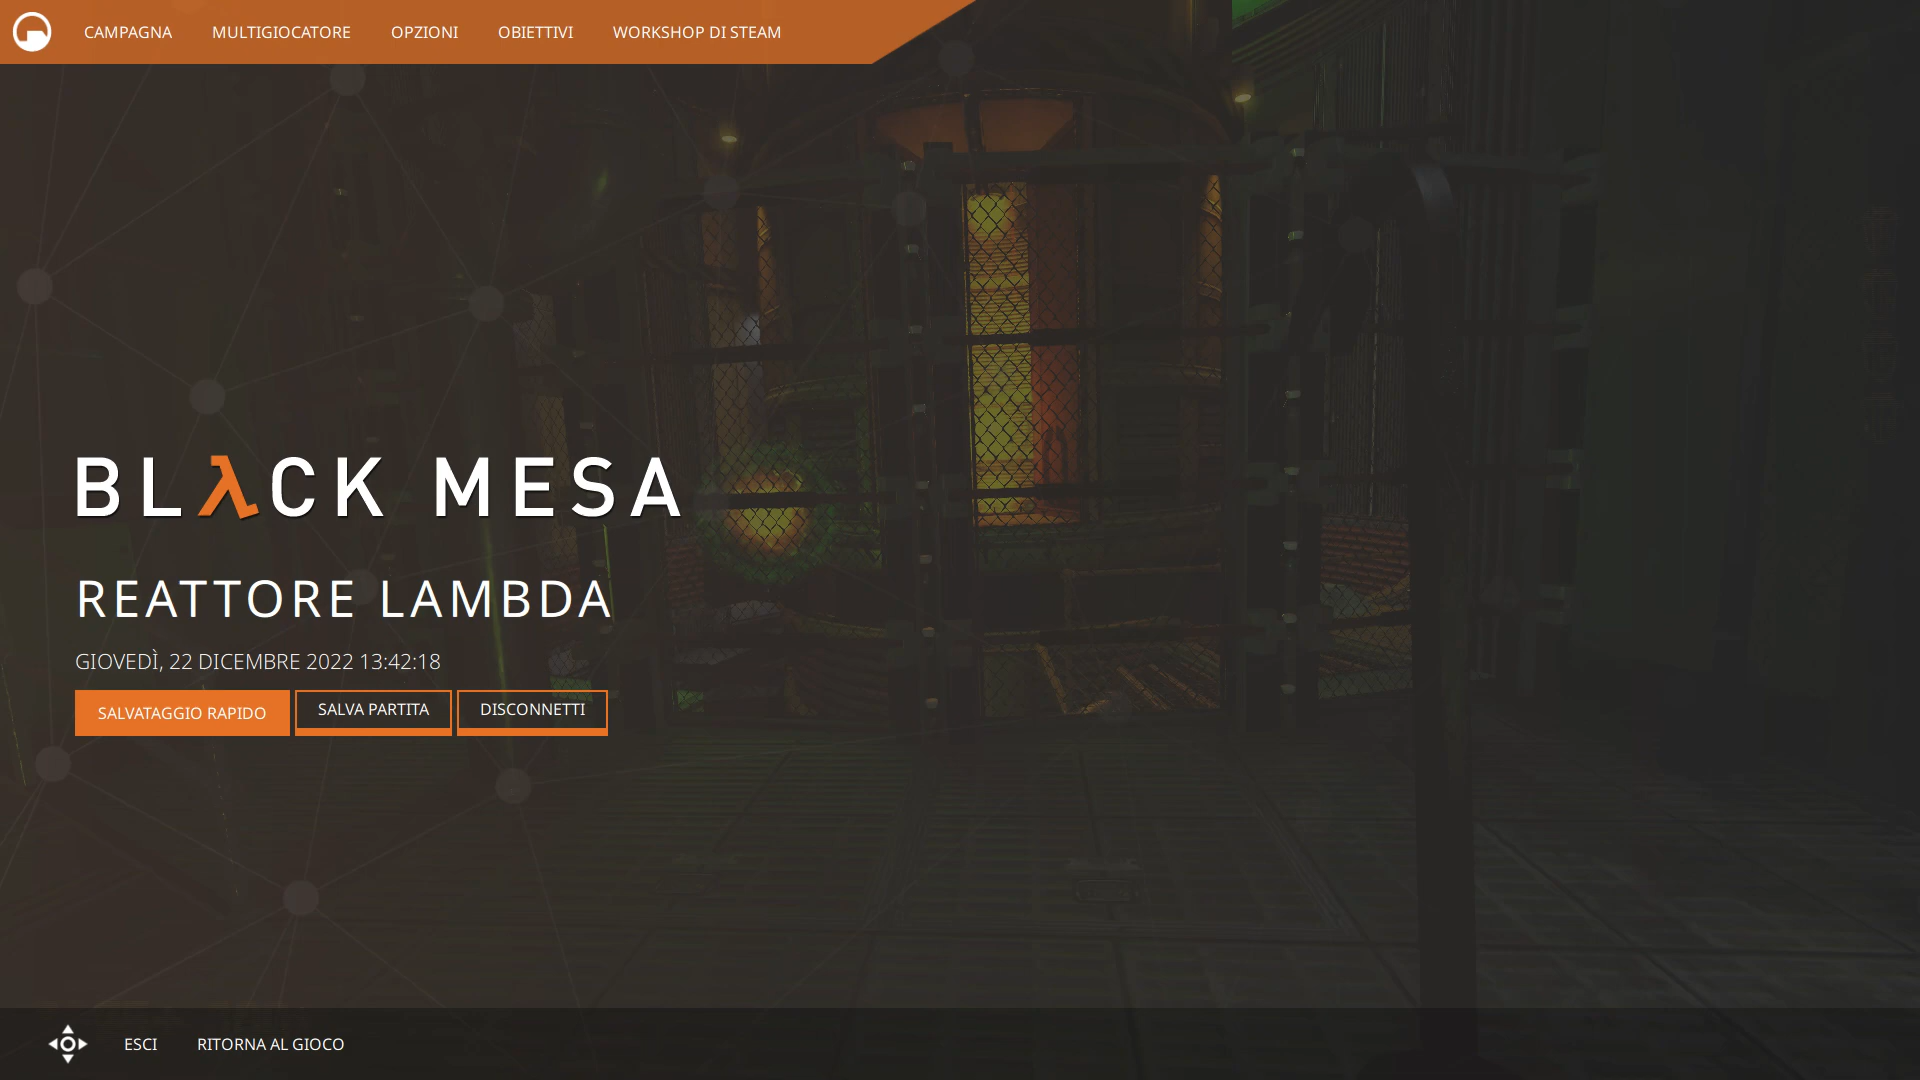 CAMPAGNA MULTIGIOCATORE OPZIONI OBIETTIVI WORKSHOP DI STEAM
BLλCK MESA
REATTORE LAMBDA
GIOVEDÌ, 22 DICEMBRE 2022 13:42:18
SALVATAGGIO RAPIDO SALVA PARTITA DISCONNETTI
ESCI RITORNA AL GIOCO